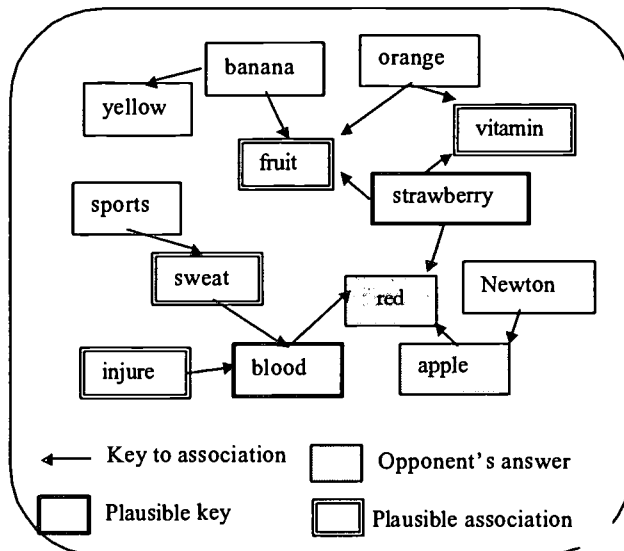 banana
orange
yellow
vitamin
fruit
strawberry
sports
sweat
red
Newton
injure
blood
apple
Key to association
Opponent's answer
Plausible key
Plausible association